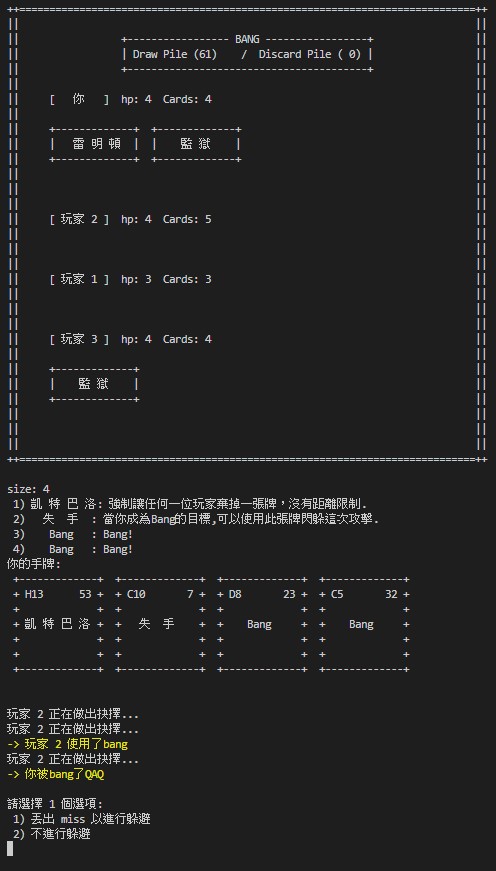 BANG
Draw Pile (61) / Discard Pile ( 0)
[ 你 ] hp: 4 Cards: 4
雷 明 頓 | 監 獄
[ 玩家 2 ] hp: 4 Cards: 5
[ 玩家 1 ] hp: 3 Cards: 3
[ 玩家 3 ] hp: 4 Cards: 4
監 獄
size: 4
1) 凱 特 巴 洛: 強制讓任何一位玩家棄掉一張牌，沒有距離限制.
2) 失 手 : 當你成為Bang的目標,可以使用此張牌閃躲這次攻擊.
3) Bang : Bang!
4) Bang : Bang!
你的手牌:
H13 53 C10 7 D8 23 C5 32
凱 特 巴 洛 失 手 Bang Bang
玩家 2 正在做出抉擇...
玩家 2 正在做出抉擇...
-> 玩家 2 使用了bang
玩家 2 正在做出抉擇...
-> 你被bang了QAQ
請選擇 1 個選項:
1) 丟出 miss 以進行躲避
2) 不進行躲避